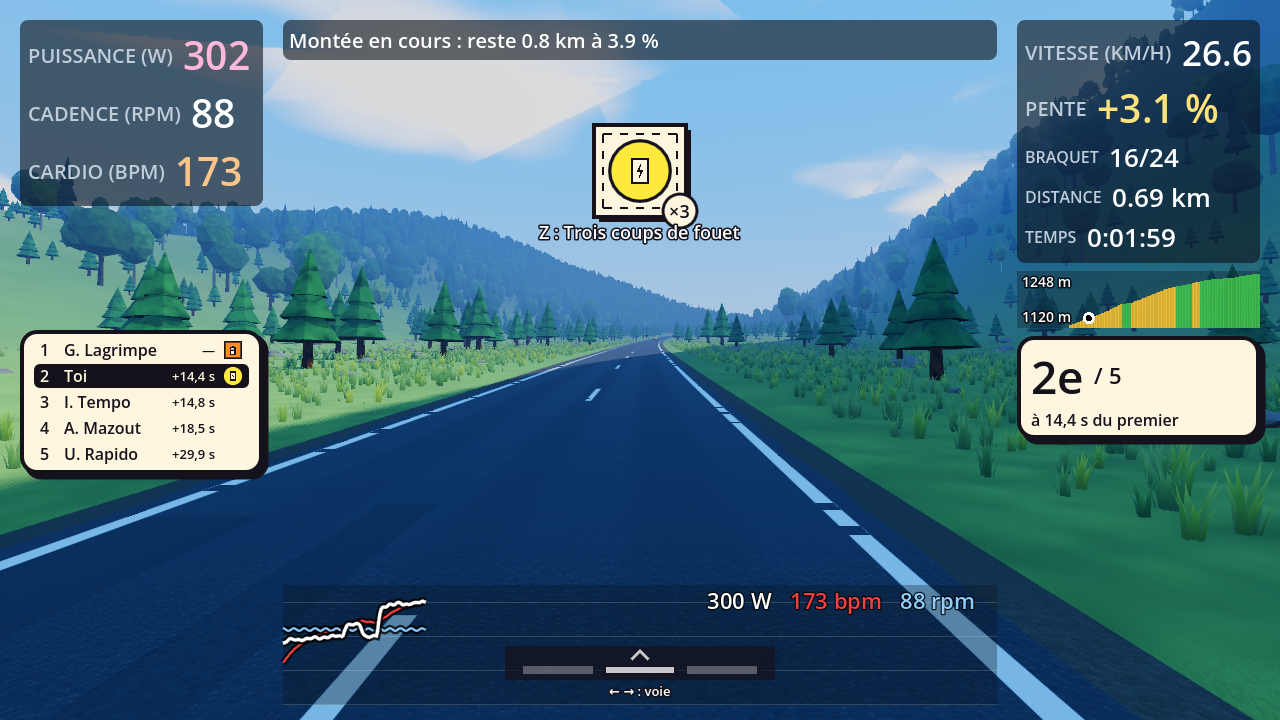 PUISSANCE (W) 302
CADENCE (RPM) 88
CARDIO (BPM) 173
Montée en cours : reste 0.8 km à 3.9 %
VITESSE (KM/H) 26.6
PENTE +3.1 %
BRAQUET 16/24
DISTANCE 0.69 km
TEMPS 0:01:59
×3
Z : Trois coups de fouet
1248 m
1120 m
1 G. Lagrimpe —
2 Toi +14,4 s
3 I. Tempo +14,8 s
4 A. Mazout +18,5 s
5 U. Rapido +29,9 s
2e / 5
à 14,4 s du premier
300 W 173 bpm 88 rpm
← → : voie